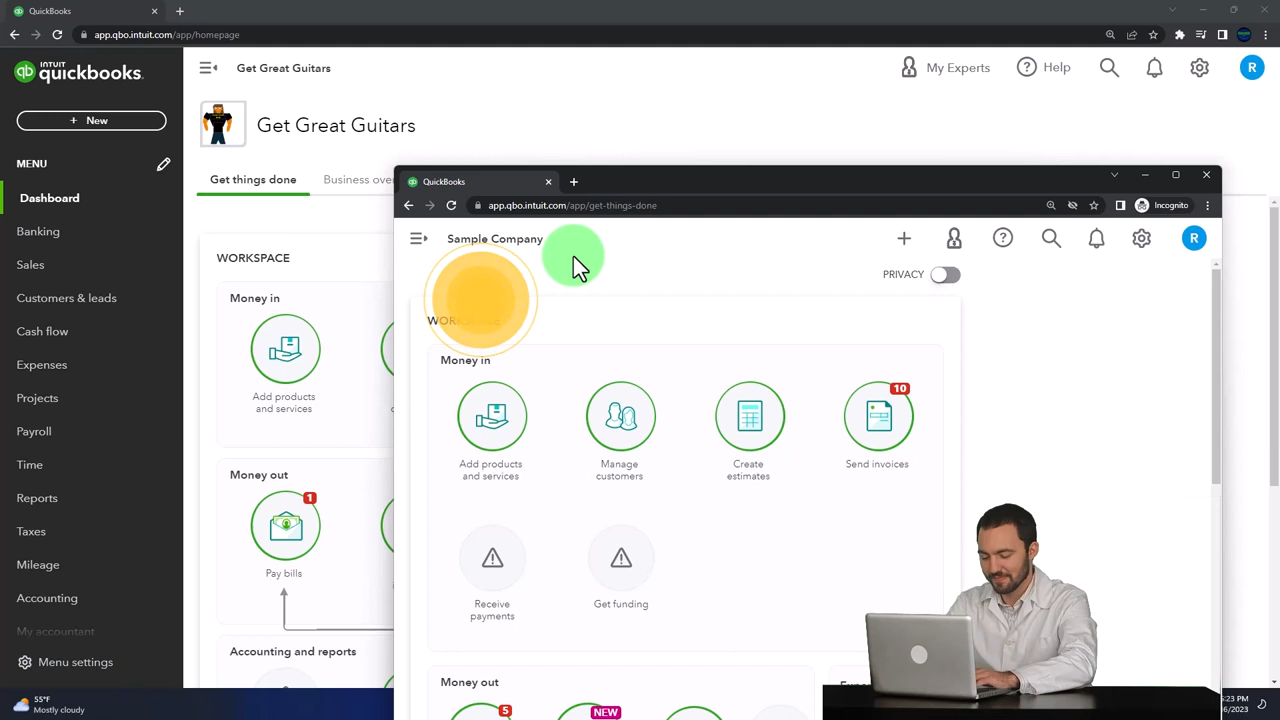 QuickBooks
app.qbo.intuit.com/app/homepage
INTUIT
quickbooks.
Get Great Guitars
My Experts
Help
R
+ New
Get Great Guitars
MENU
Get things done
Business over
Dashboard
Banking
Sales
Customers & leads
Cash flow
Expenses
Projects
Payroll
Time
Reports
Taxes
Mileage
Accounting
My accountant
Menu settings
WORKSPACE
Money in
Add products
and services
Money out
1
Pay bills
Accounting and reports
QuickBooks
app.qbo.intuit.com/app/get-things-done
Incognito
Sample Company
R
PRIVACY
WORKSPACE
Money in
10
Add products
and services
Manage
customers
Create
estimates
Send invoices
Receive
payments
Get funding
Money out
5
NEW
55°F
Mostly cloudy